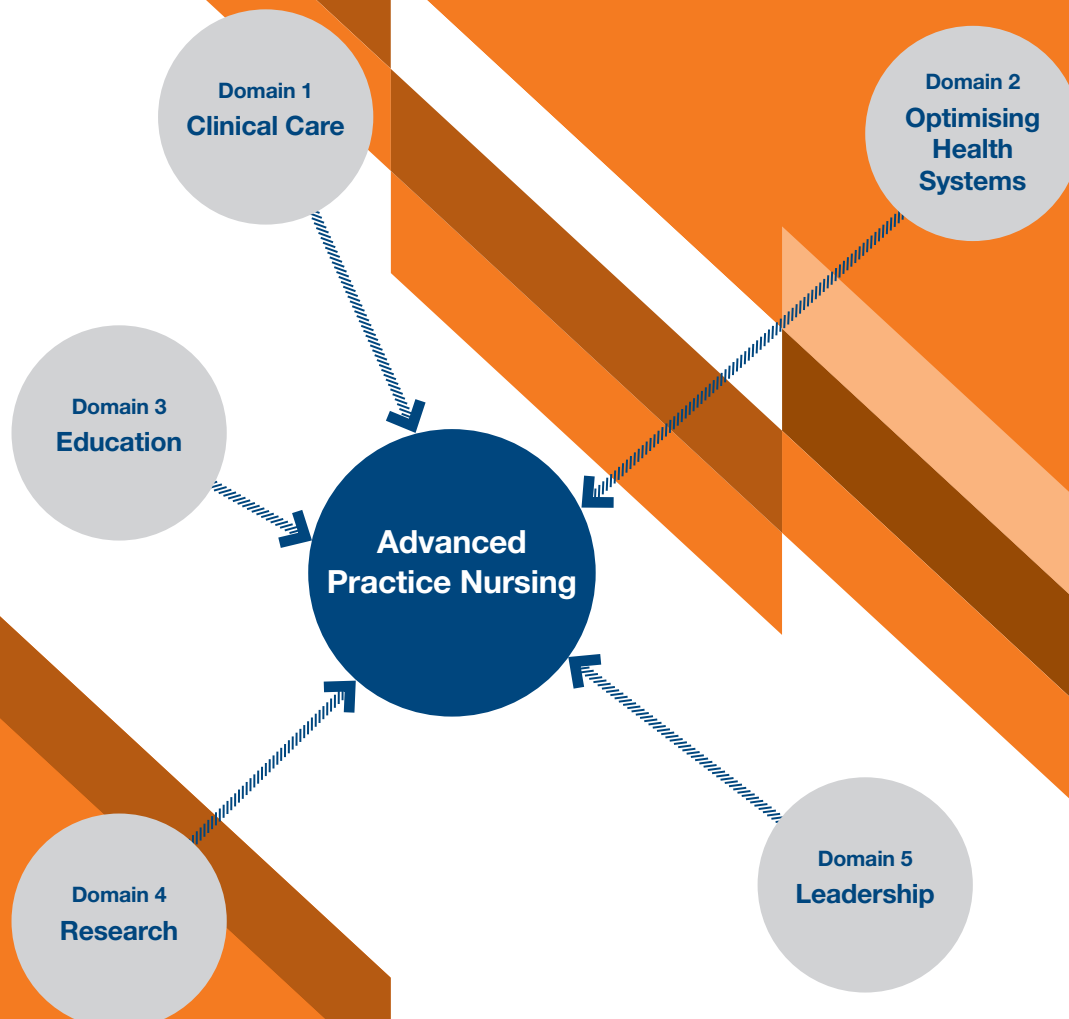 Domain 1
Clinical Care
Domain 2
Optimising
Health
Systems
Domain 3
Education
Advanced
Practice Nursing
Domain 4
Research
Domain 5
Leadership